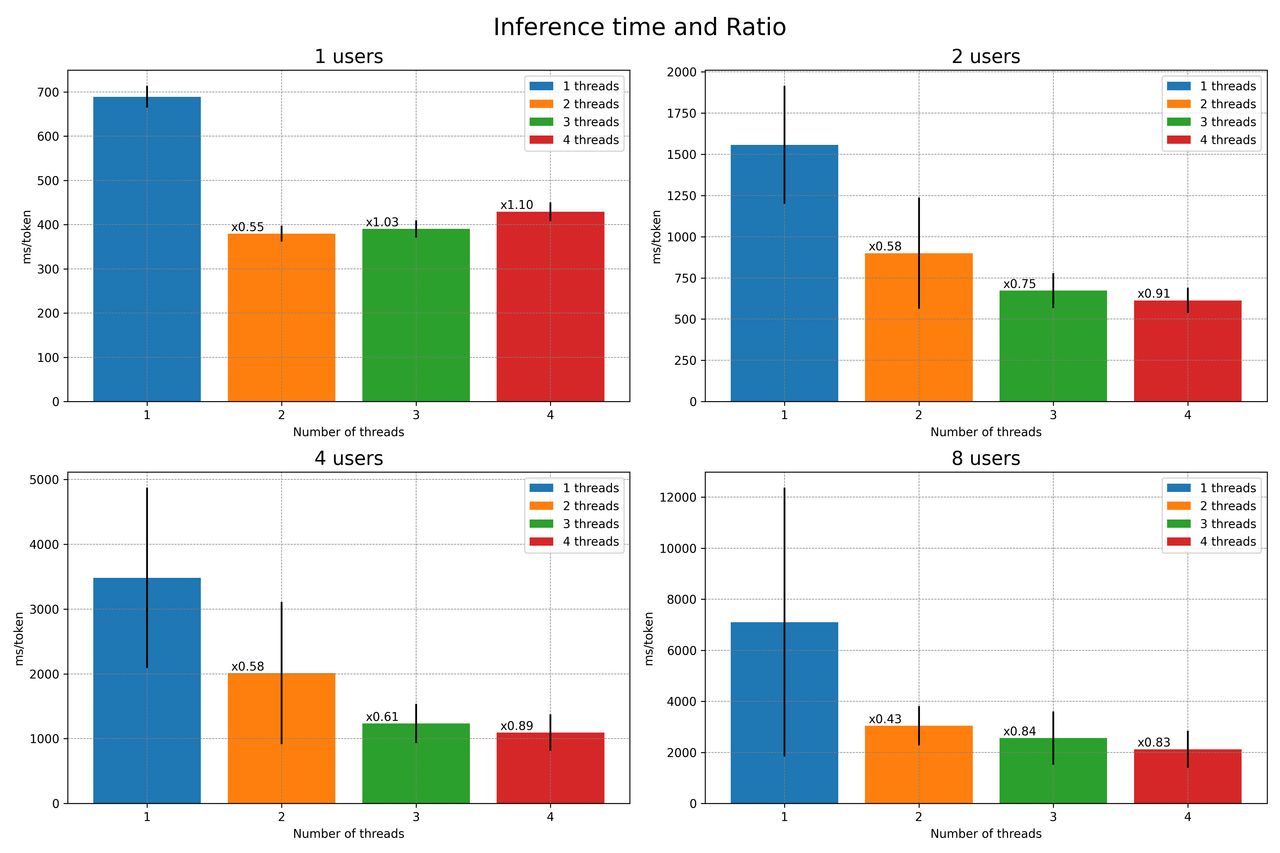 Inference time and Ratio
1 users
700
600
500
400
300
200
100
0
ms/token
x0.55
x1.03
x1.10
1 threads
2 threads
3 threads
4 threads
1
2
3
4
Number of threads
2 users
2000
1750
1500
1250
1000
750
500
250
0
ms/token
x0.58
x0.75
x0.91
1 threads
2 threads
3 threads
4 threads
1
2
3
4
Number of threads
4 users
5000
4000
3000
2000
1000
0
ms/token
x0.58
x0.61
x0.89
1 threads
2 threads
3 threads
4 threads
1
2
3
4
Number of threads
8 users
12000
10000
8000
6000
4000
2000
0
ms/token
x0.43
x0.84
x0.83
1 threads
2 threads
3 threads
4 threads
1
2
3
4
Number of threads